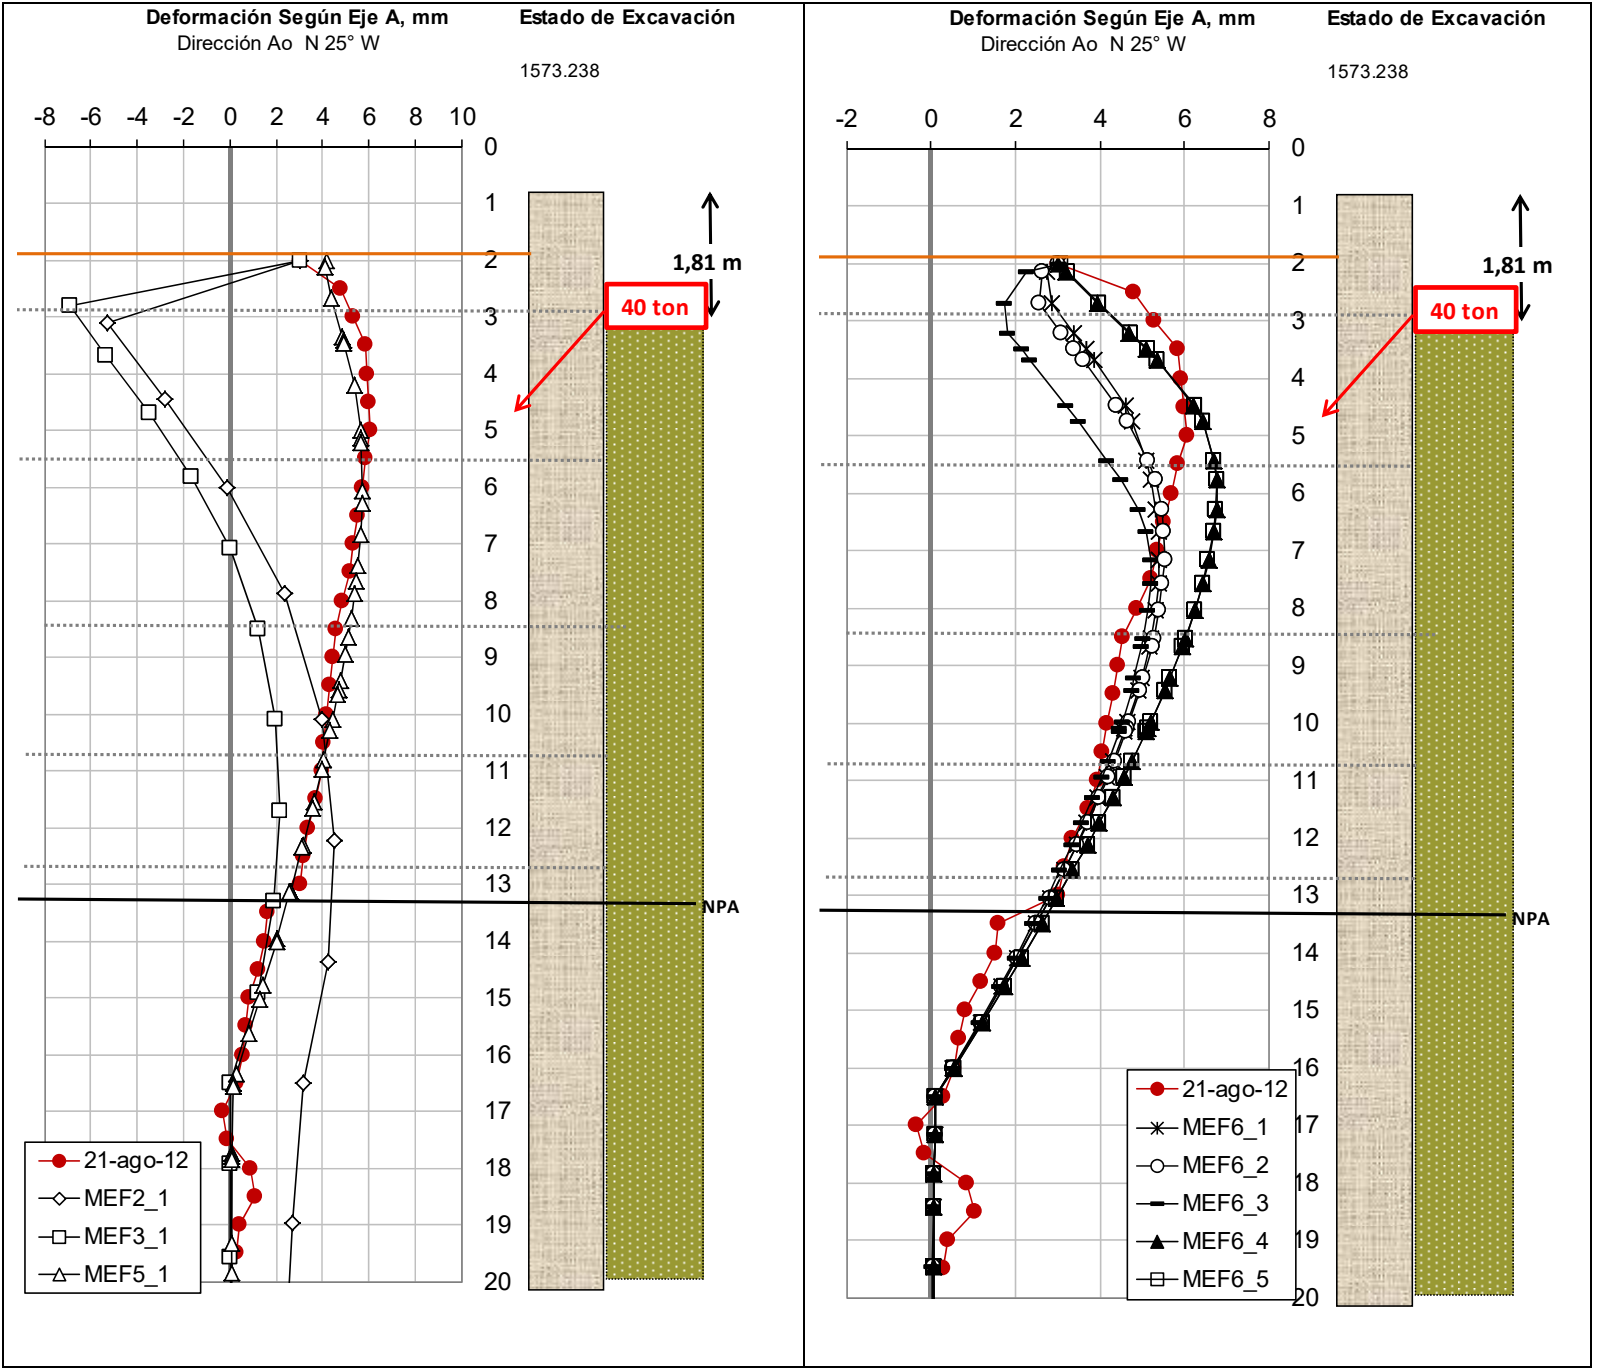 Deformación Según Eje A, mm
Estado de Excavación
Dirección Ao N 25° W
1573.238
-8 -6 -4 -2 0 2 4 6 8 10
0
1
2
3
4
5
6
7
8
9
10
11
12
13
14
15
16
17
18
19
20
1,81 m
40 ton
NPA
21-ago-12
MEF2_1
MEF3_1
MEF5_1
Deformación Según Eje A, mm
Estado de Excavación
Dirección Ao N 25° W
1573.238
-2 0 2 4 6 8
0
1
2
3
4
5
6
7
8
9
10
11
12
13
14
15
16
17
18
19
20
1,81 m
40 ton
NPA
21-ago-12
MEF6_1
MEF6_2
MEF6_3
MEF6_4
MEF6_5